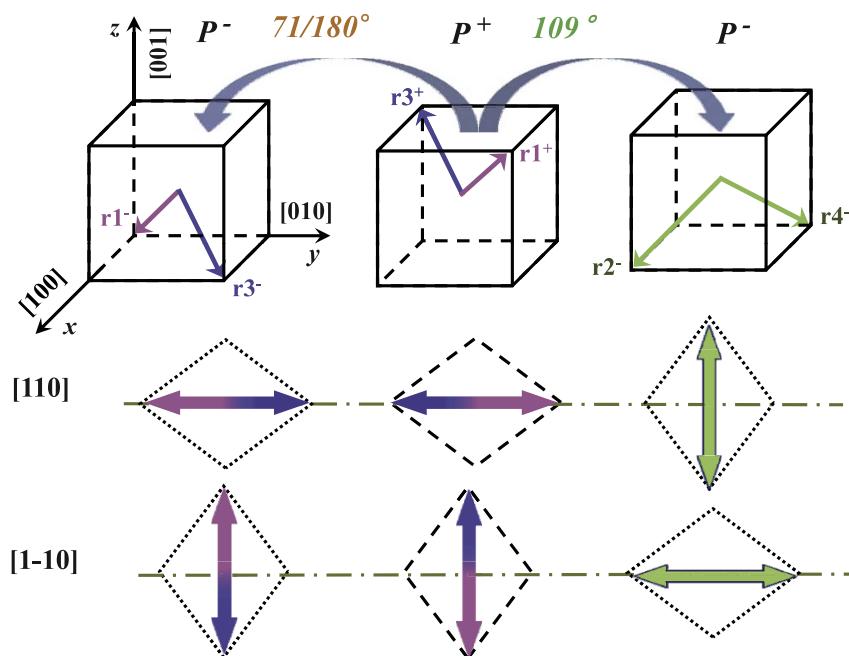 z P⁻ 71/180° P⁺ 109° P⁻
[001]
r3⁺
r1⁺
r1⁻
[010]
r4⁻
y
r3⁻
r2⁻
[100]
x
[110]
[1-10]